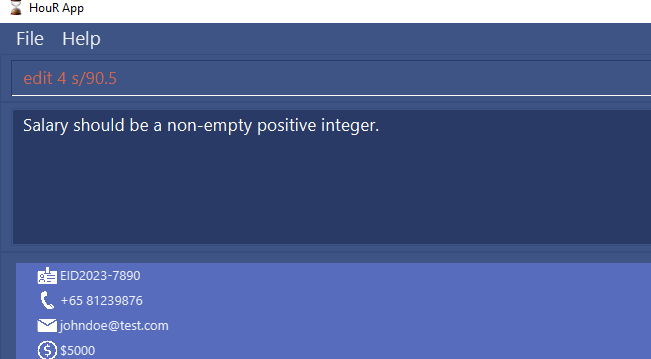 HouR App
File Help
edit 4 s/90.5
Salary should be a non-empty positive integer.
EID2023-7890
+65 81239876
johndoe@test.com
$5000